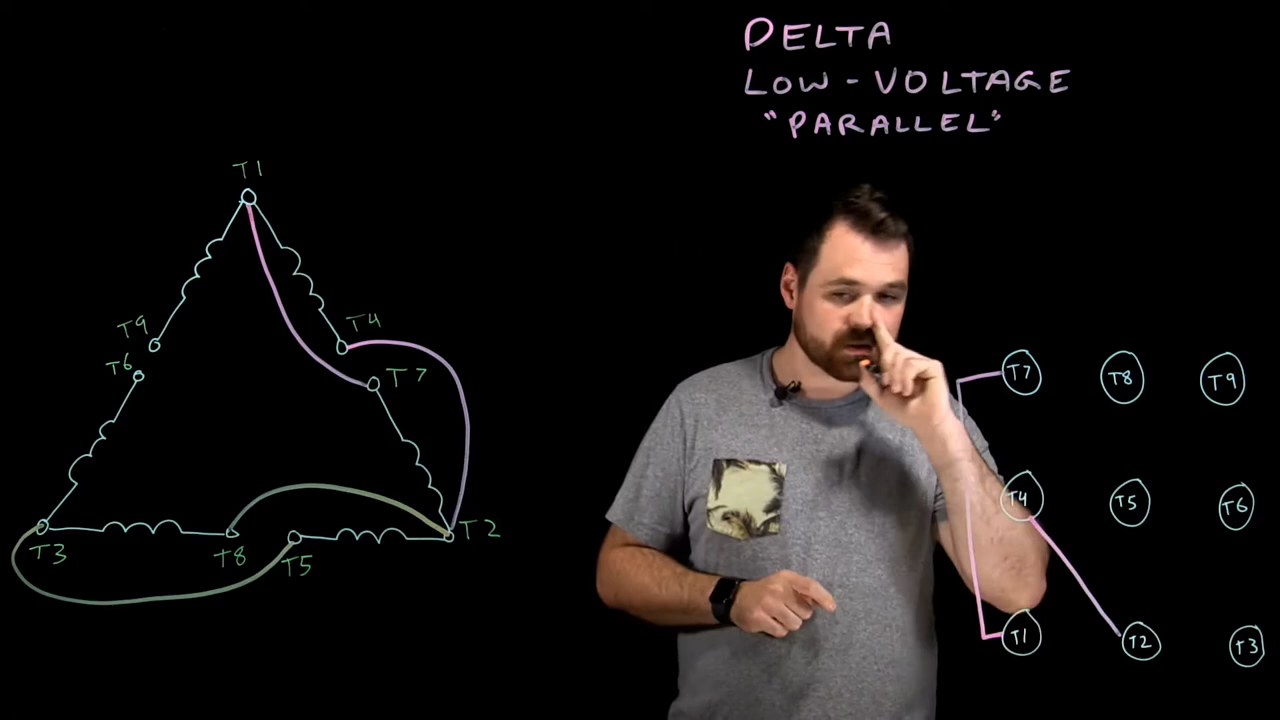 DELTA
LOW-VOLTAGE
"PARALLEL"
T1
T9
T4
T6
T7
T3
T8
T5
T2
T7 T8 T9
T4 T5 T6
T1 T2 T3